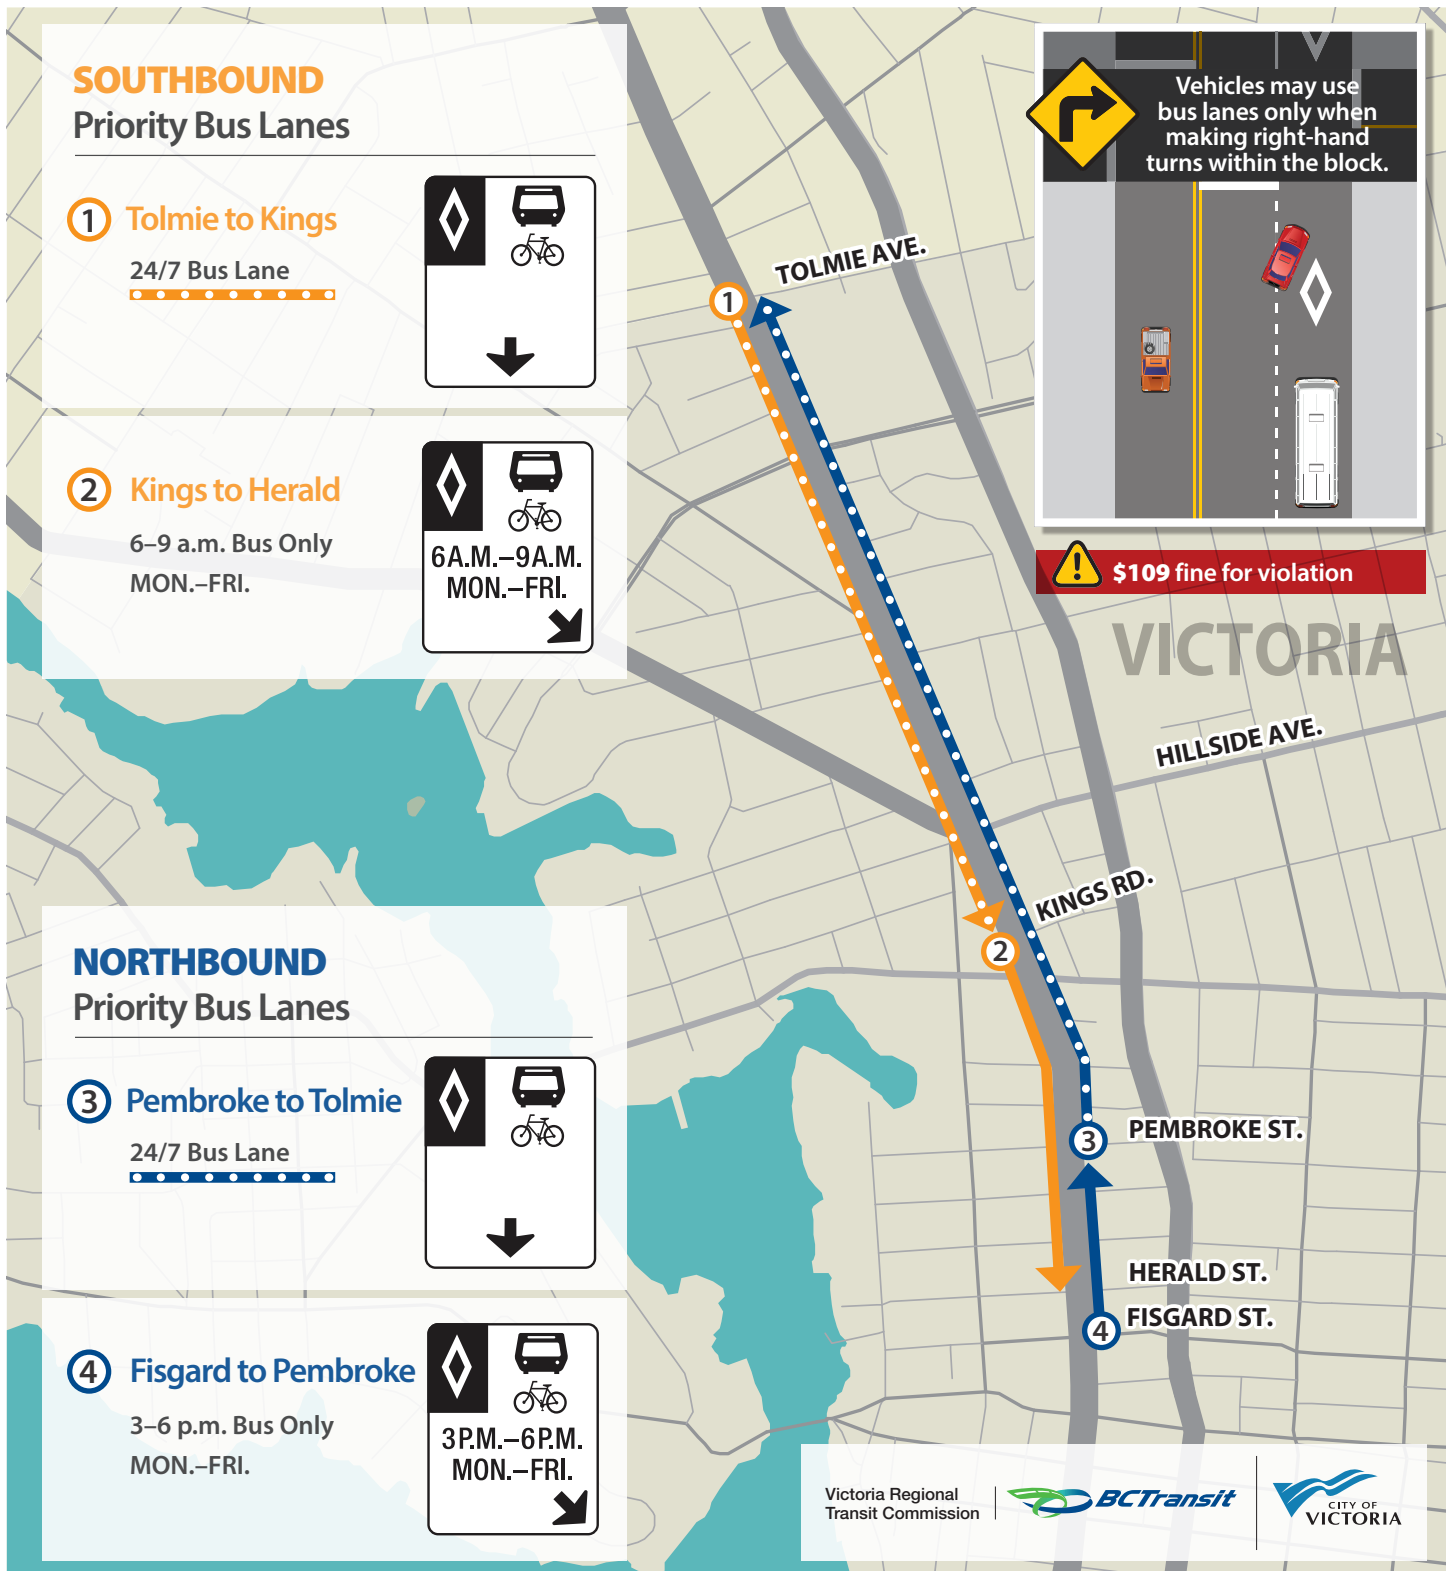 SOUTHBOUND
Priority Bus Lanes
1 Tolmie to Kings
24/7 Bus Lane
2 Kings to Herald
6–9 a.m. Bus Only
MON.–FRI.
6A.M.–9A.M.
MON.–FRI.
NORTHBOUND
Priority Bus Lanes
3 Pembroke to Tolmie
24/7 Bus Lane
4 Fisgard to Pembroke
3–6 p.m. Bus Only
MON.–FRI.
3P.M.–6P.M.
MON.–FRI.
Vehicles may use
bus lanes only when
making right-hand
turns within the block.
$109 fine for violation
VICTORIA
TOLMIE AVE.
1
HILLSIDE AVE.
KINGS RD.
2
PEMBROKE ST.
3
HERALD ST.
FISGARD ST.
4
Victoria Regional
Transit Commission
BCTransit
CITY OF
VICTORIA